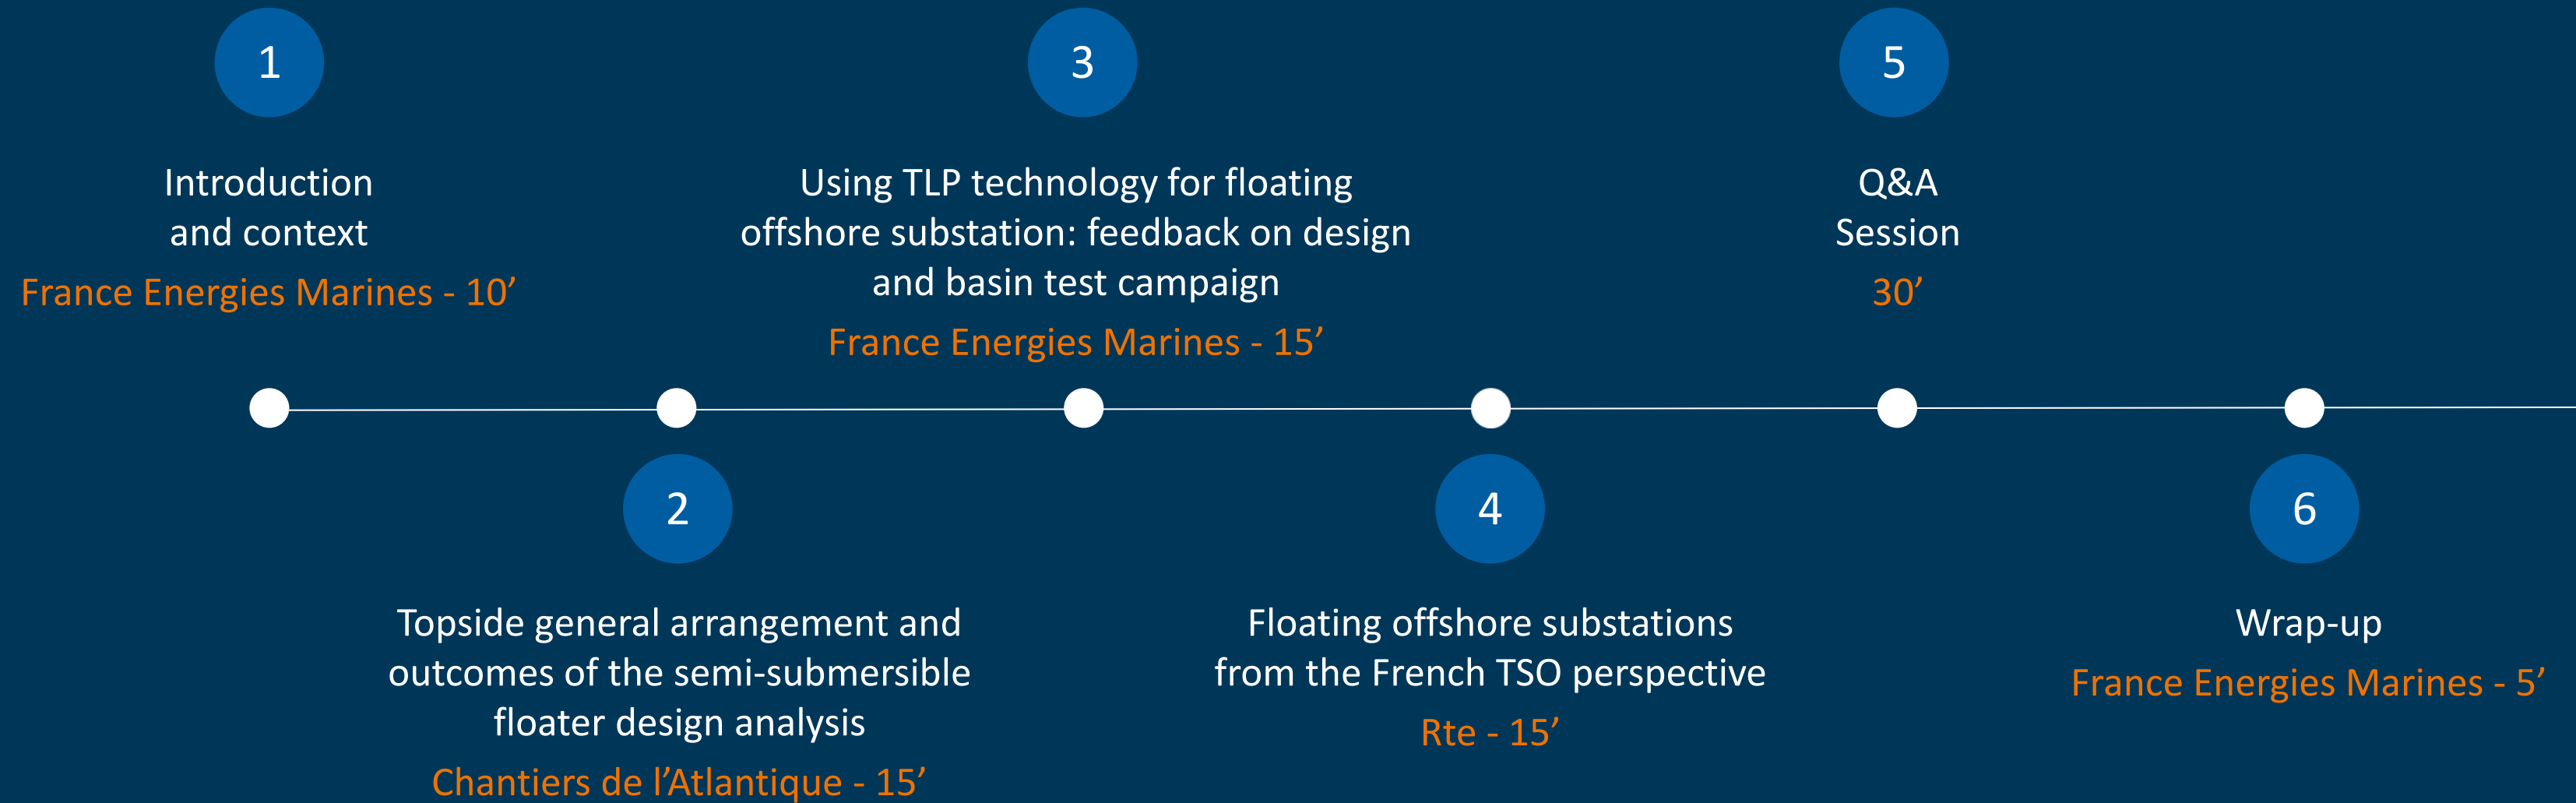 1
Introduction
and context
France Energies Marines - 10’
2
Topside general arrangement and
outcomes of the semi-submersible
floater design analysis
Chantiers de l’Atlantique - 15’
3
Using TLP technology for floating
offshore substation: feedback on design
and basin test campaign
France Energies Marines - 15’
4
Floating offshore substations
from the French TSO perspective
Rte - 15’
5
Q&A
Session
30’
6
Wrap-up
France Energies Marines - 5’